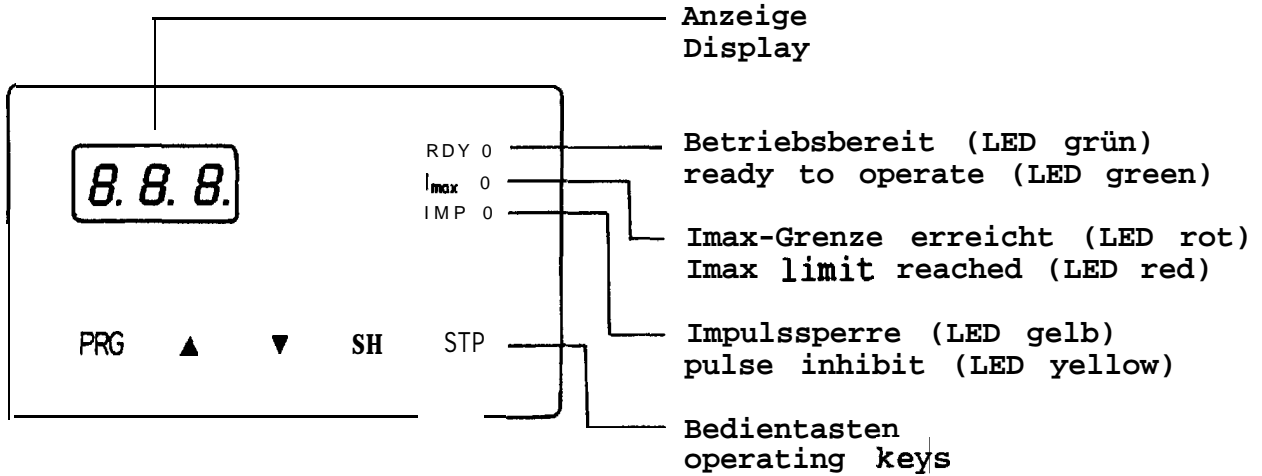 Anzeige
Display
8.8.8.
RDY 0
Betriebsbereit (LED grün)
ready to operate (LED green)
Imax 0
IMP 0
Imax-Grenze erreicht (LED rot)
Imax limit reached (LED red)
PRG ▲ ▼ SH STP
Impulssperre (LED gelb)
pulse inhibit (LED yellow)
Bedientasten
operating keys